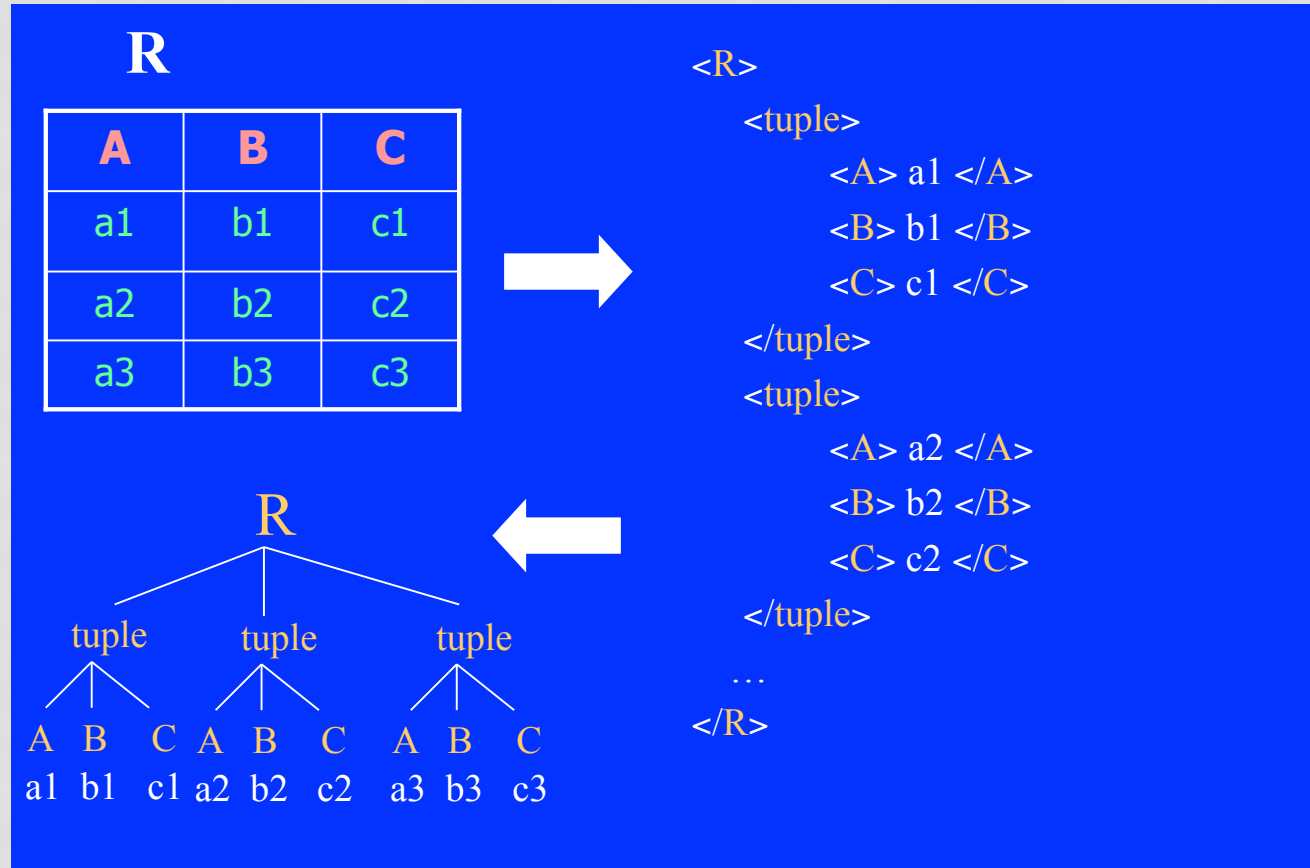 R
A B C
a1 b1 c1
a2 b2 c2
a3 b3 c3
<R>
<tuple>
<A> a1 </A>
<B> b1 </B>
<C> c1 </C>
</tuple>
<tuple>
<A> a2 </A>
<B> b2 </B>
<C> c2 </C>
</tuple>
…
</R>
R
tuple tuple tuple
A B C A B C A B C
a1 b1 c1 a2 b2 c2 a3 b3 c3